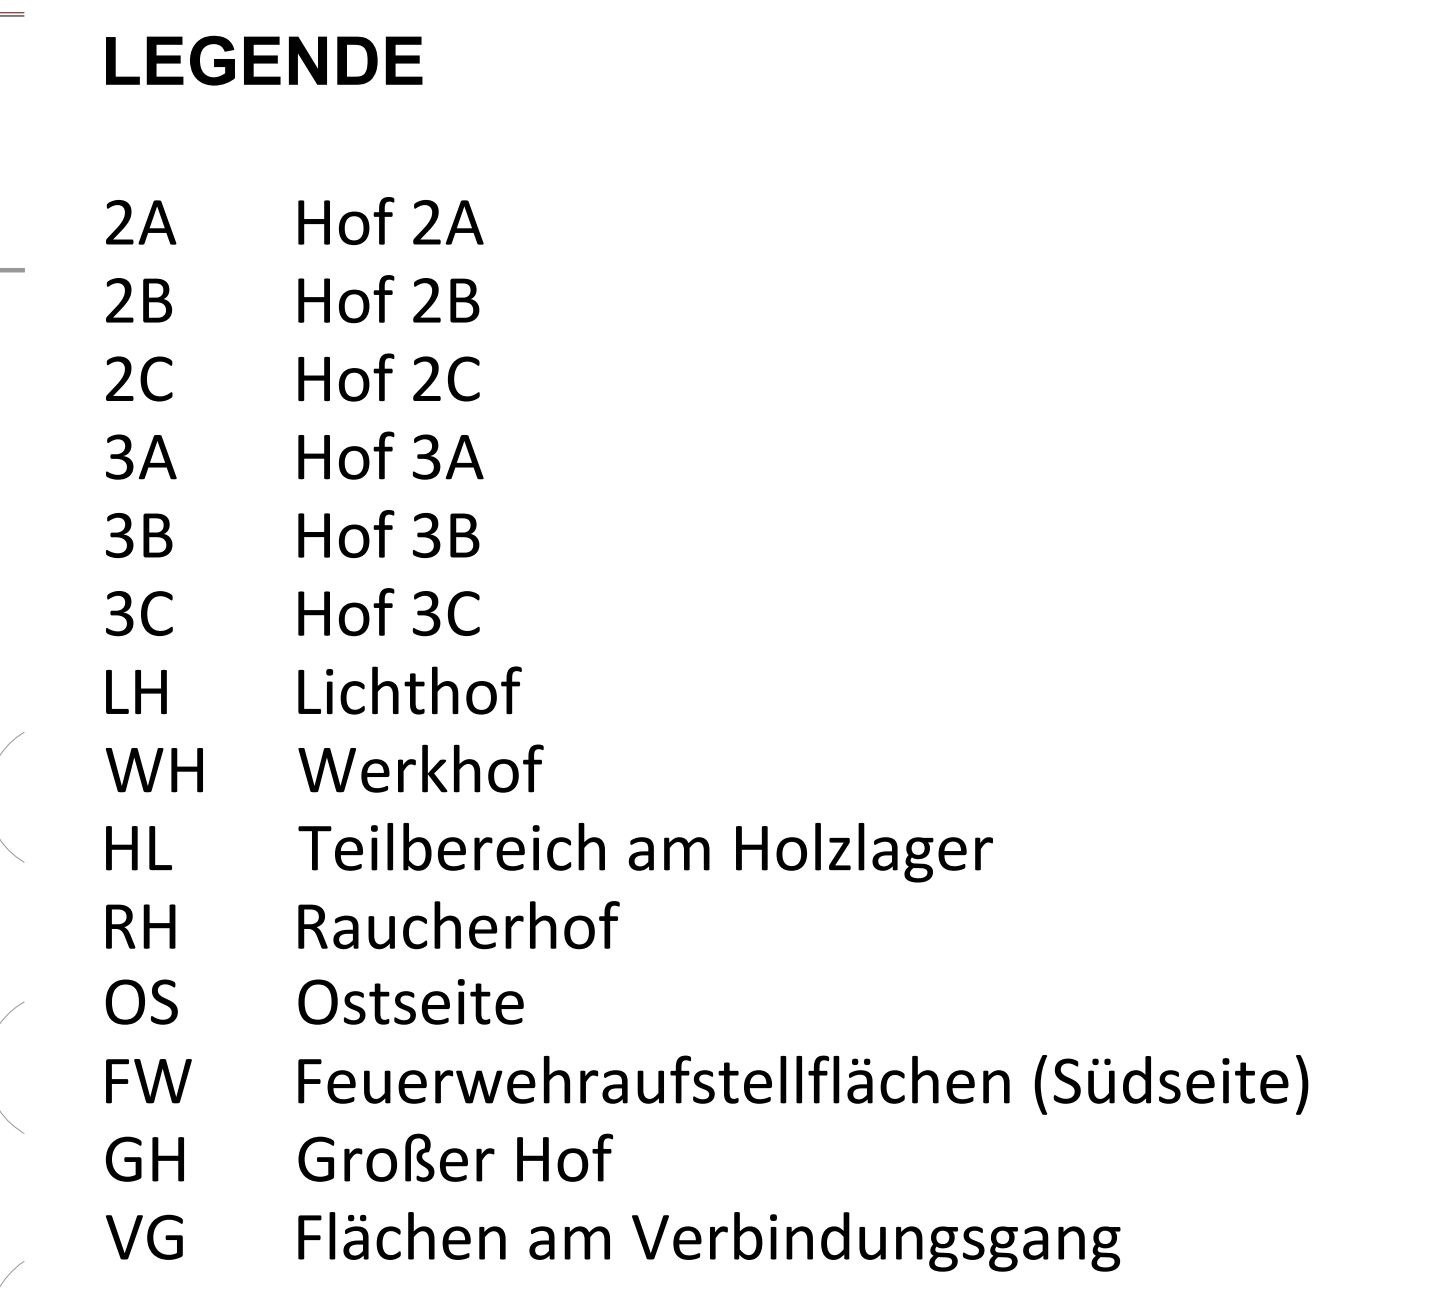 LEGENDE
2A Hof 2A
2B Hof 2B
2C Hof 2C
3A Hof 3A
3B Hof 3B
3C Hof 3C
LH Lichthof
WH Werkhof
HL Teilbereich am Holzlager
RH Raucherhof
OS Ostseite
FW Feuerwehraufstellflächen (Südseite)
GH Großer Hof
VG Flächen am Verbindungsgang